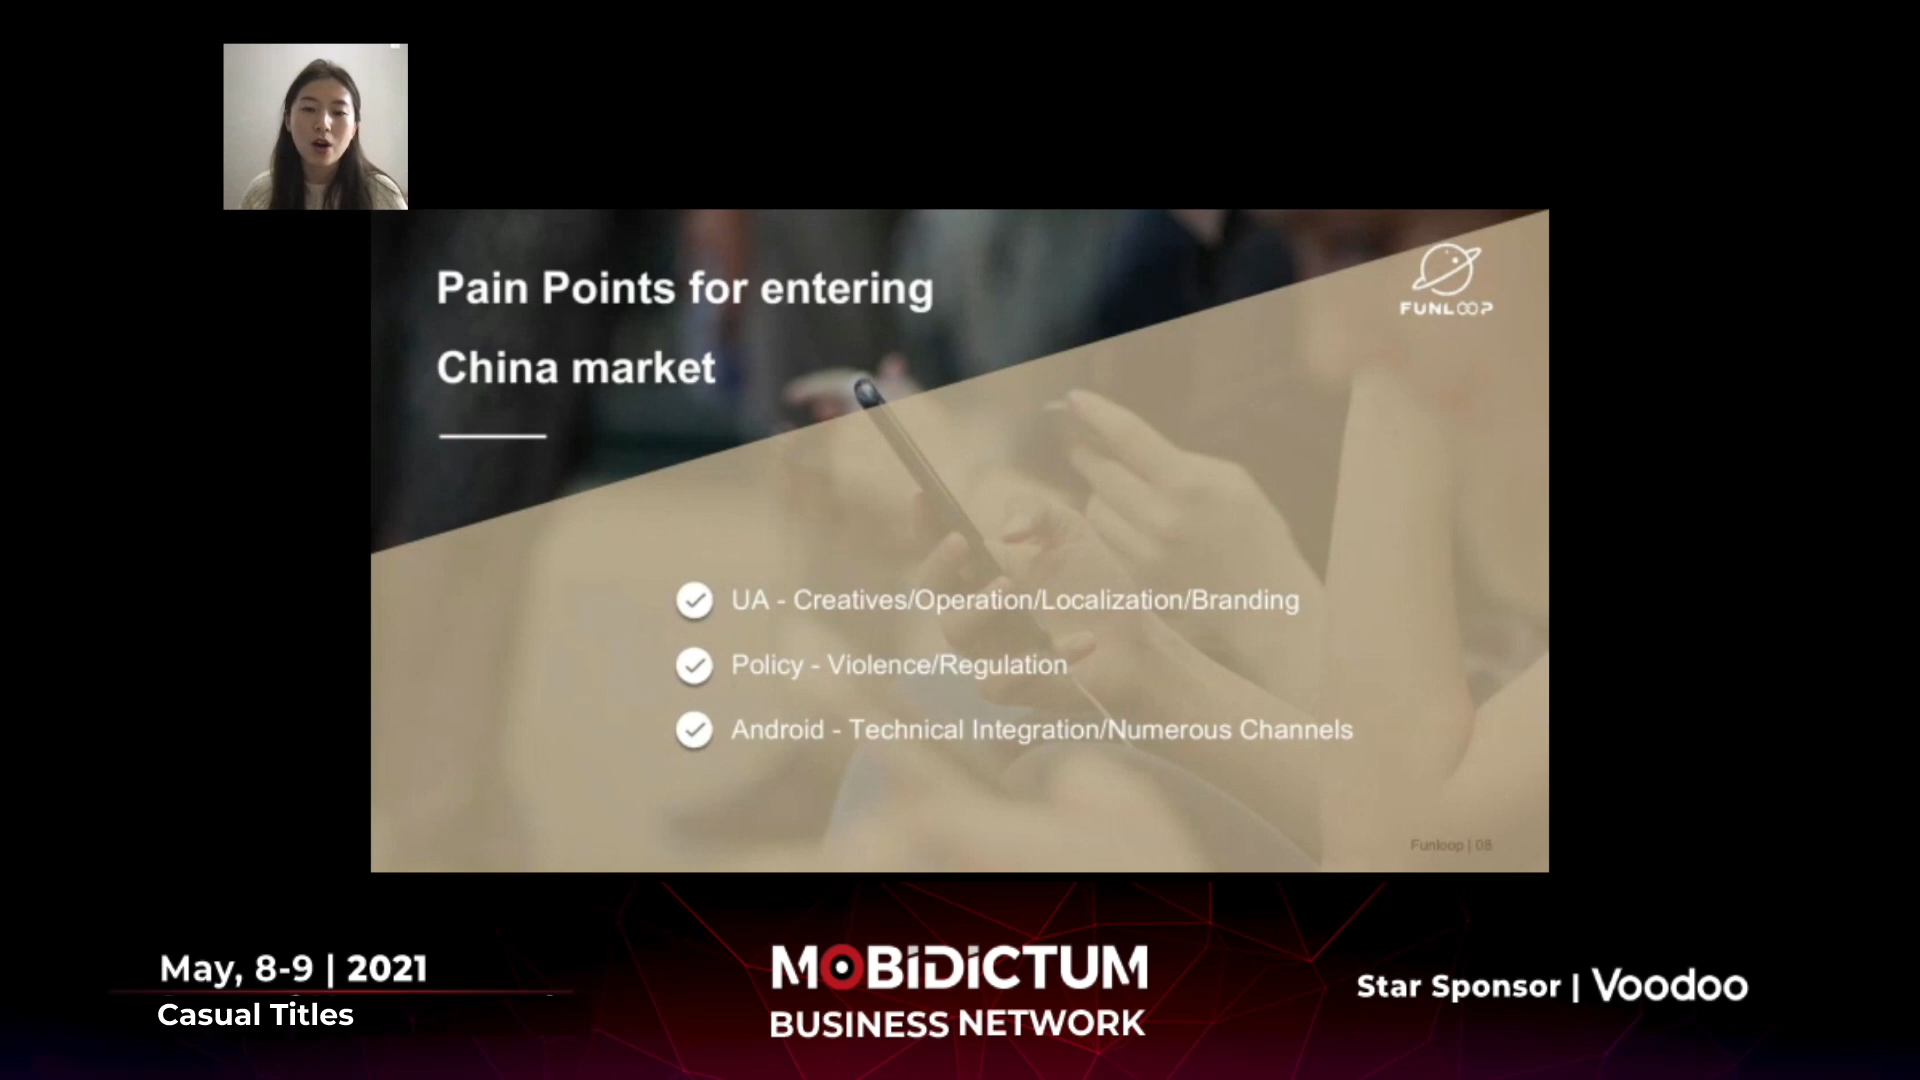 Pain Points for entering
China market
FUNLOOP
UA - Creatives/Operation/Localization/Branding
Policy - Violence/Regulation
Android - Technical Integration/Numerous Channels
Funloop | 08
May, 8-9 | 2021
Casual Titles
MOBiDiCTUM
BUSINESS NETWORK
Star Sponsor | Voodoo